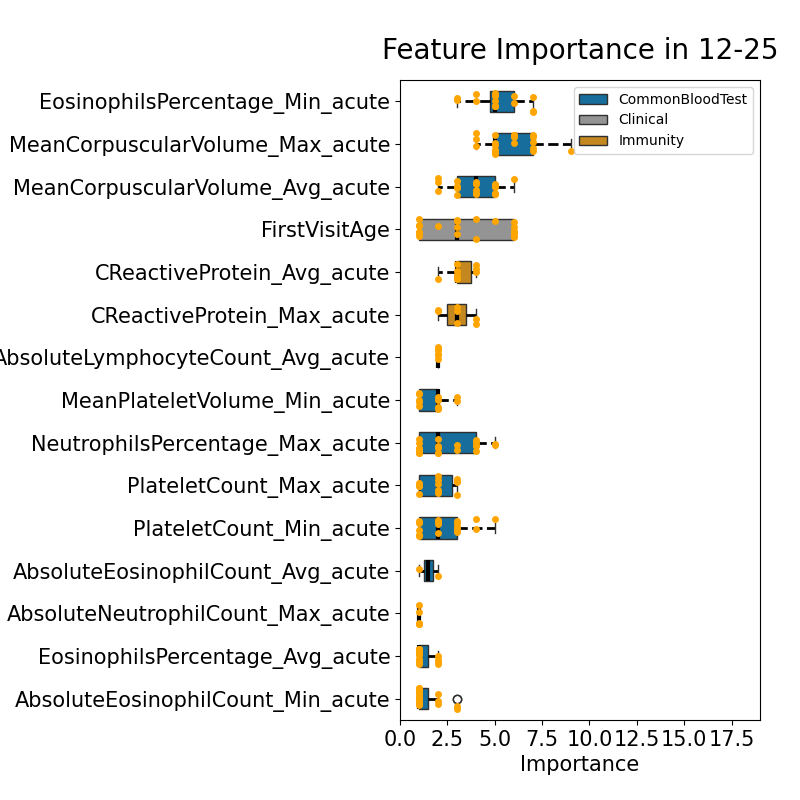 Feature Importance in 12-25
EosinophilsPercentage_Min_acute
MeanCorpuscularVolume_Max_acute
MeanCorpuscularVolume_Avg_acute
FirstVisitAge
CReactiveProtein_Avg_acute
CReactiveProtein_Max_acute
AbsoluteLymphocyteCount_Avg_acute
MeanPlateletVolume_Min_acute
NeutrophilsPercentage_Max_acute
PlateletCount_Max_acute
PlateletCount_Min_acute
AbsoluteEosinophilCount_Avg_acute
AbsoluteNeutrophilCount_Max_acute
EosinophilsPercentage_Avg_acute
AbsoluteEosinophilCount_Min_acute
CommonBloodTest
Clinical
Immunity
0.0 2.5 5.0 7.5 10.0 12.5 15.0 17.5
Importance